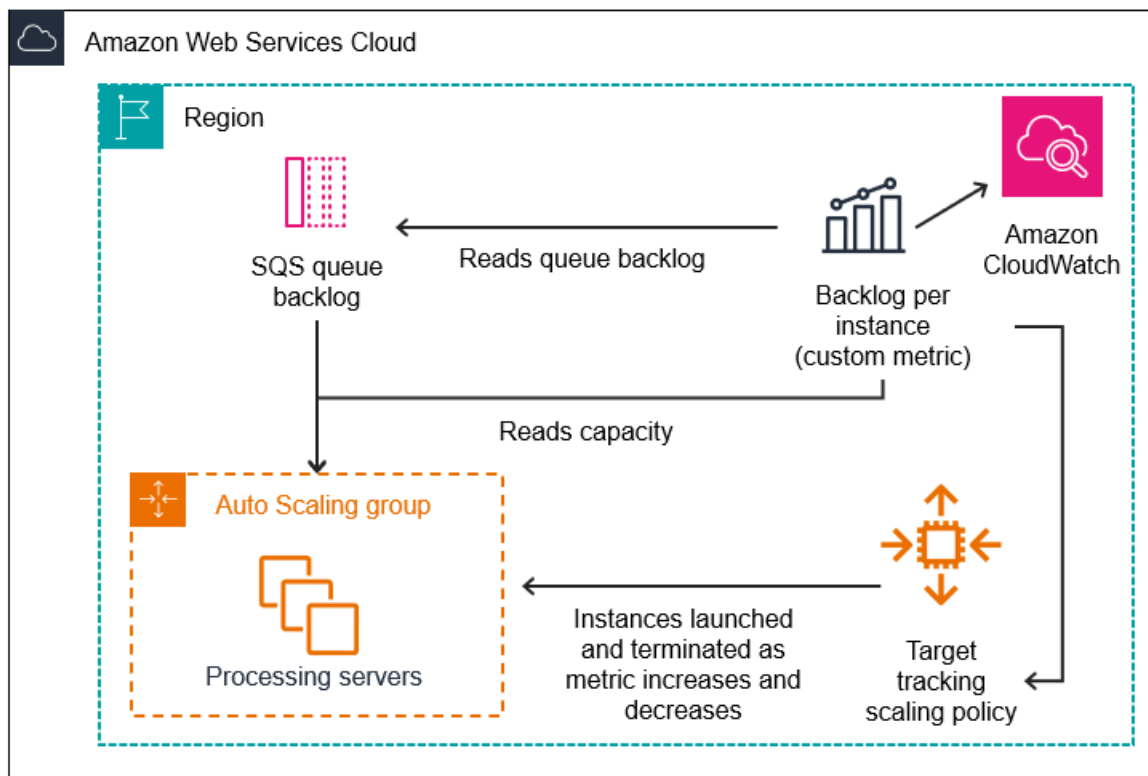 Amazon Web Services Cloud
Region
SQS queue
backlog
Reads queue backlog
Backlog per
instance
(custom metric)
Amazon
CloudWatch
Reads capacity
Auto Scaling group
Processing servers
Instances launched
and terminated as
metric increases and
decreases
Target
tracking
scaling policy